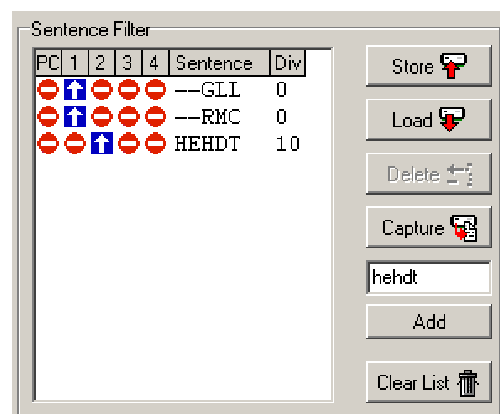 Sentence Filter
PC 1 2 3 4 Sentence Div
--GLL 0
--RMC 0
HEHDT 10
Store
Load
Delete
Capture
hehdt
Add
Clear List